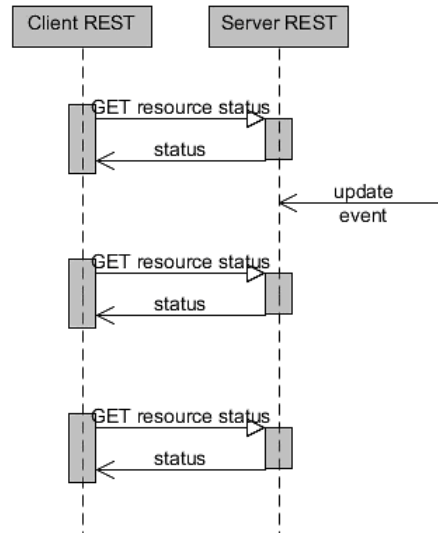 Client REST
Server REST
GET resource status
status
update
event
GET resource status
status
GET resource status
status